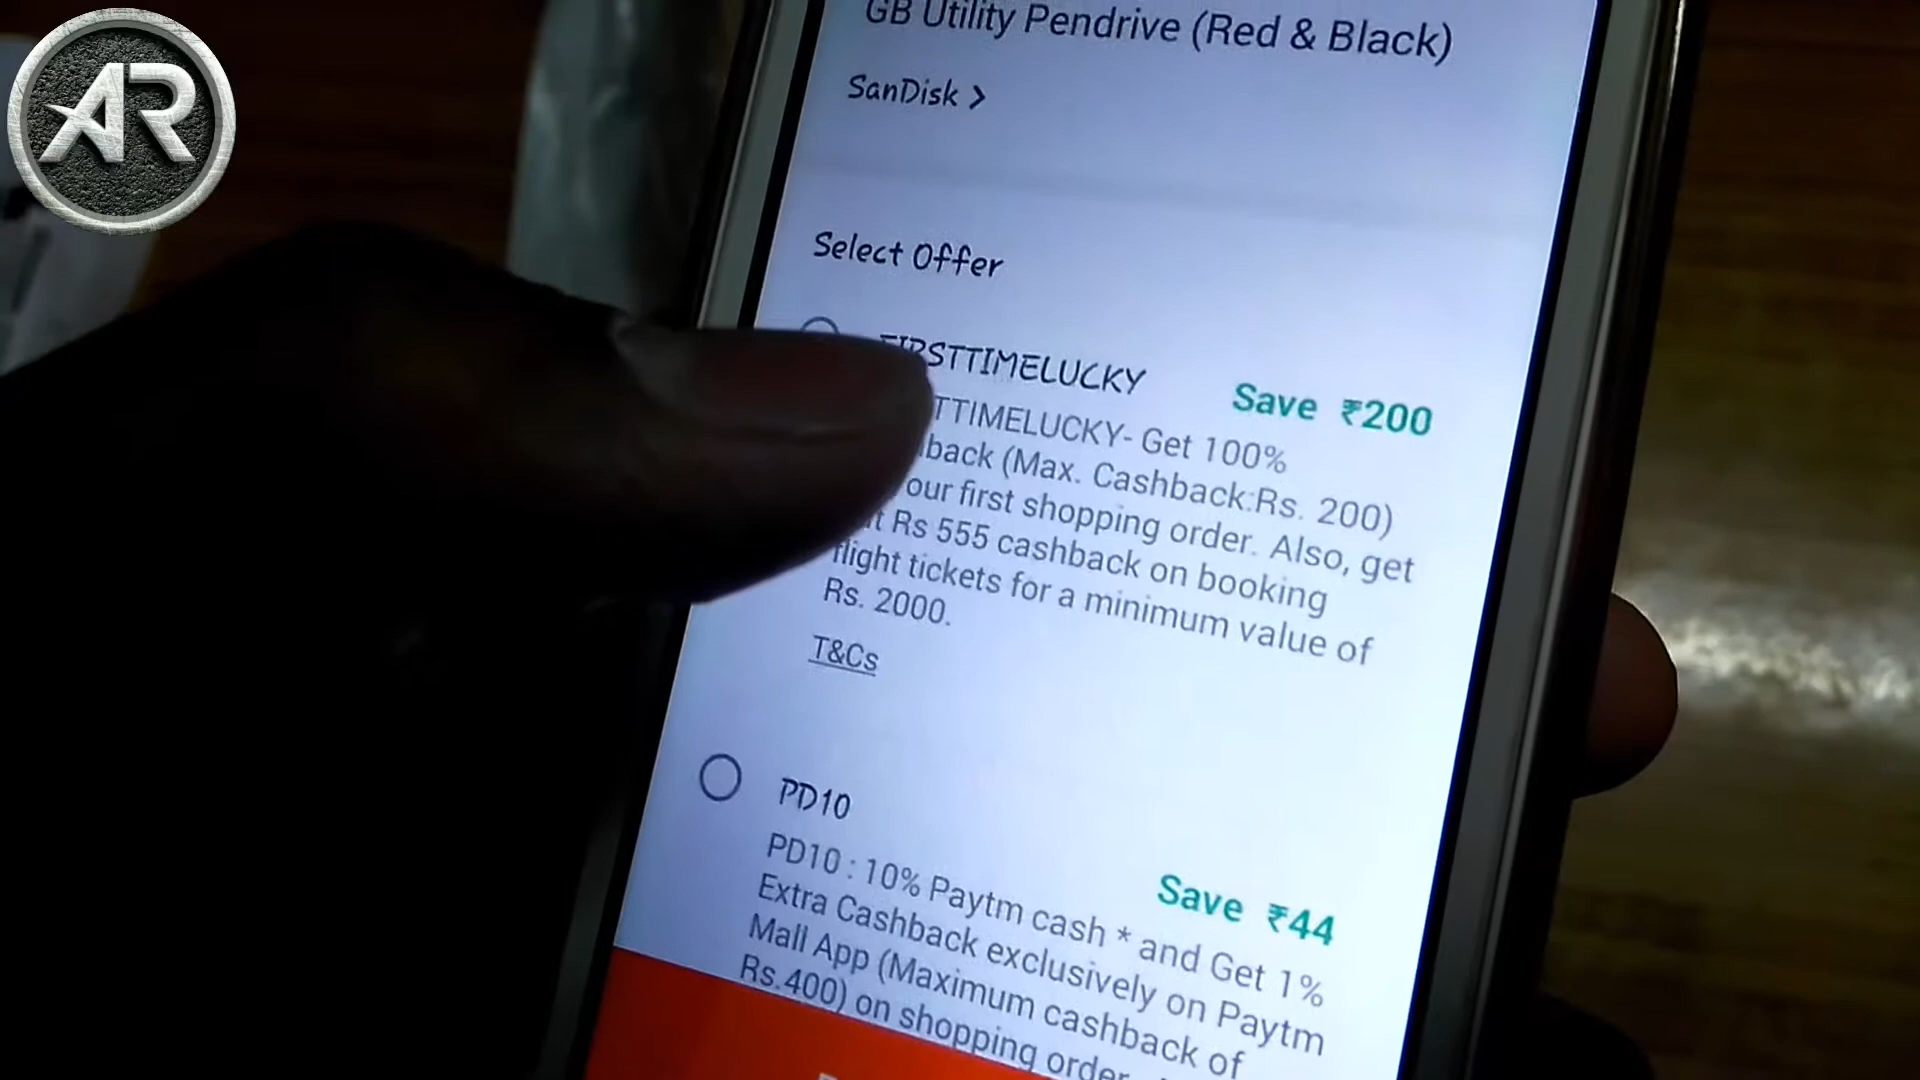 AR
GB Utility Pendrive (Red & Black)
SanDisk >
Select Offer
FIRSTTIMELUCKY
Save ₹200
TTIMELUCKY- Get 100%
back (Max. Cashback:Rs. 200)
our first shopping order. Also, get
Rs 555 cashback on booking
flight tickets for a minimum value of
Rs. 2000.
T&Cs
PD10
Save ₹44
PD10 : 10% Paytm cash * and Get 1%
Extra Cashback exclusively on Paytm
Mall App (Maximum cashback of
Rs.400) on shopping order